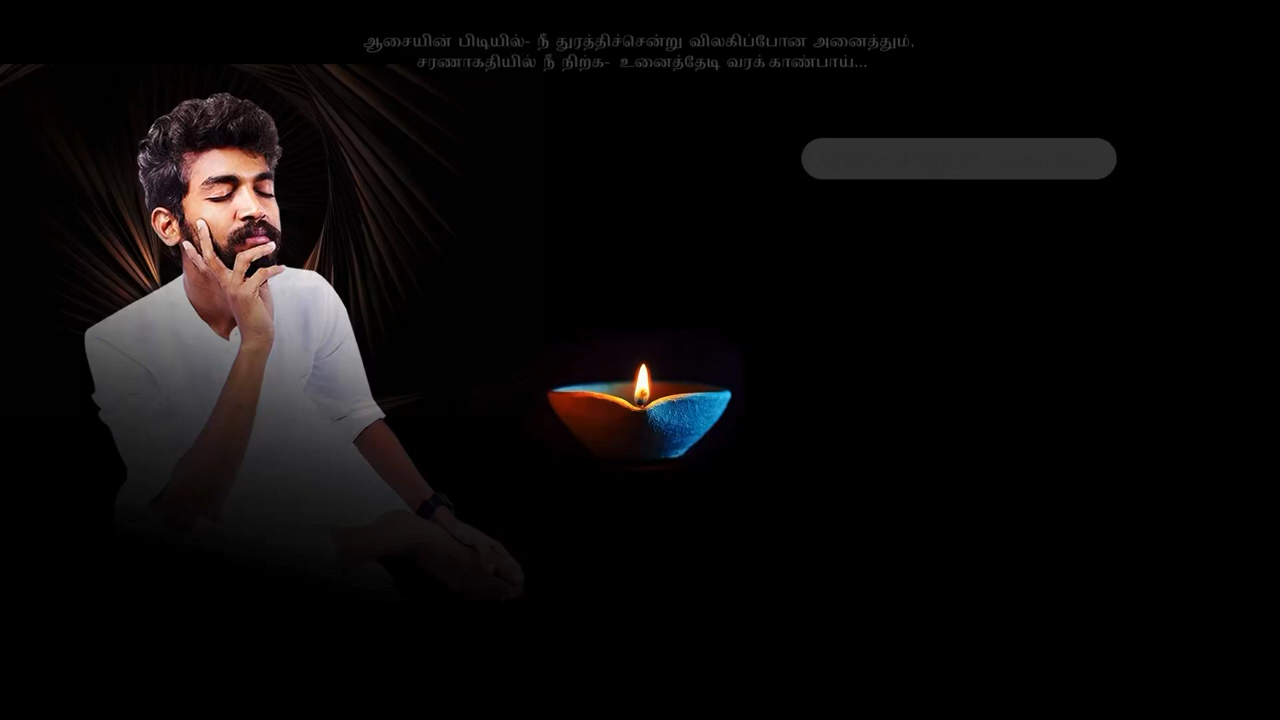 ஆசையின் பிடியில்- நீ துரத்திச்சென்று விலகிப்போன அனைத்தும்,
சரணாகதியில் நீ நிற்க- உனைத்தேடி வரக் காண்பாய்...